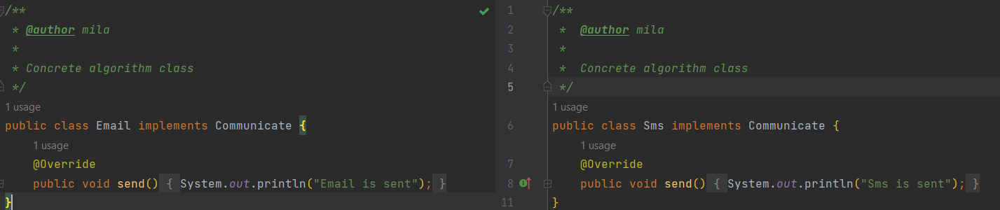 /**
 * @author mila
 *
 * Concrete algorithm class
 */
1 usage
public class Email implements Communicate {
    1 usage
    @Override
    public void send() { System.out.println("Email is sent"); }
}
1 /**
2  *  @author mila
3  *
4  *  Concrete algorithm class
5  */
1 usage
6 public class Sms implements Communicate {
    1 usage
7     @Override
8     public void send() { System.out.println("Sms is sent"); }
11 }